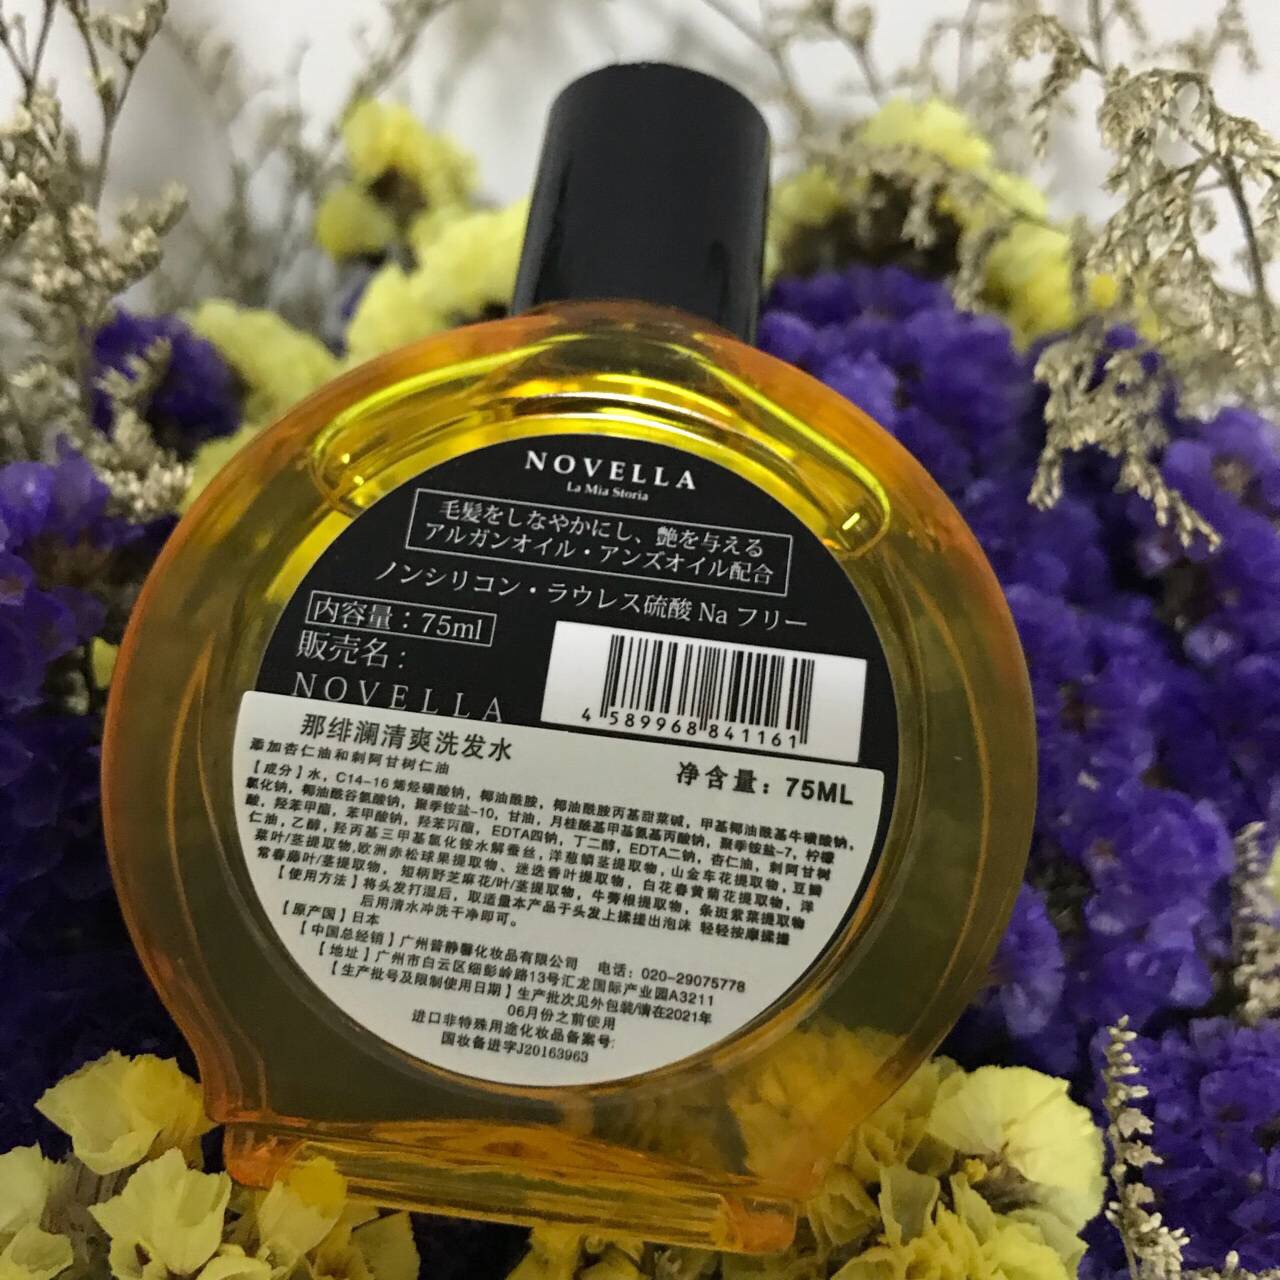 NOVELLA
La Mia Storia
毛髪をしなやかにし、艶を与える
アルガンオイル・アンズオイル配合
ノンシリコン・ラウレス硫酸 Na フリー
内容量：75ml
販売名：
NOVELLA
4 589968 841161
那绯澜清爽洗发水
添加杏仁油和刺阿甘树仁油
净含量：75ML
【成分】水，C14-16 烯烃磺酸钠，椰油酰胺，椰油酰胺丙基甜菜碱，甲基椰油酰基牛磺酸钠，
氯化钠，椰油酰谷氨酸钠，聚季铵盐-10，甘油，月桂酰基甲基氨基丙酸钠，聚季铵盐-7，柠檬
酸，羟苯甲酯，苯甲酸钠，羟苯丙酯，EDTA四钠，丁二醇，EDTA二钠，杏仁油，刺阿甘树
仁油，乙醇，羟丙基三甲基氯化铵水解蚕丝，洋葱鳞茎提取物，山金车花提取物，豆瓣
菜叶/茎提取物,欧洲赤松球果提取物、迷迭香叶提取物，白花春黄菊花提取物，洋
常春藤叶/茎提取物，短柄野芝麻花/叶/茎提取物，牛蒡根提取物，条斑紫菜提取物
【使用方法】将头发打湿后，取适量本产品于头发上揉搓出泡沫 轻轻按摩揉搓
后用清水冲洗干净即可。
【原产国】日本
【中国总经销】广州普静馨化妆品有限公司 电话：020-29075778
【地址】广州市白云区细彭岭路13号汇龙国际产业园A3211
【生产批号及限制使用日期】生产批次见外包装/请在2021年
06月份之前使用
进口非特殊用途化妆品备案号:
国妆备进字J20163963